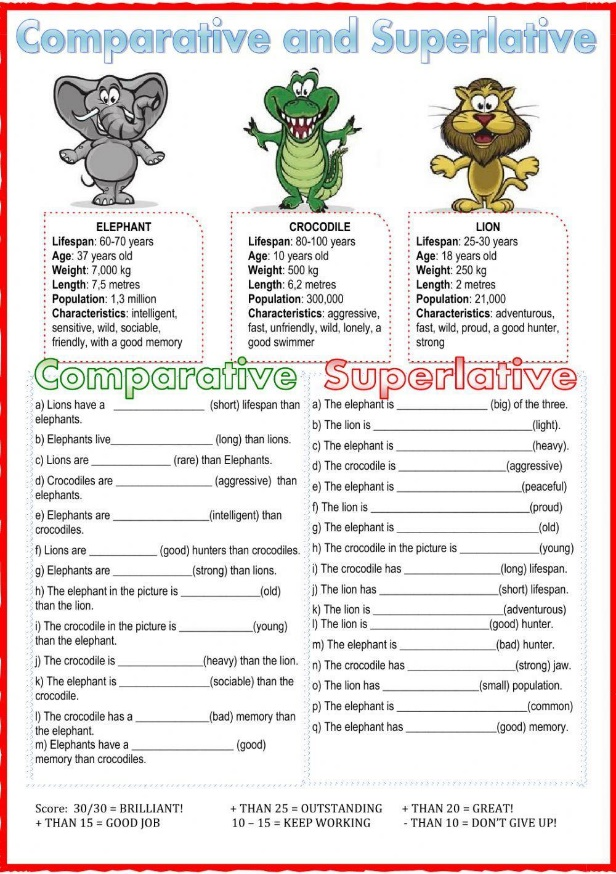 Comparative and Superlative
ELEPHANT
Lifespan: 60-70 years
Age: 37 years old
Weight: 7,000 kg
Length: 7,5 metres
Population: 1,3 million
Characteristics: intelligent,
sensitive, wild, sociable,
friendly, with a good memory
CROCODILE
Lifespan: 80-100 years
Age: 10 years old
Weight: 500 kg
Length: 6,2 metres
Population: 300,000
Characteristics: aggressive,
fast, unfriendly, wild, lonely, a
good swimmer
LION
Lifespan: 25-30 years
Age: 18 years old
Weight: 250 kg
Length: 2 metres
Population: 21,000
Characteristics: adventurous,
fast, wild, proud, a good hunter,
strong
Comparative
a) Lions have a ________________ (short) lifespan than
elephants.
b) Elephants live__________________ (long) than lions.
c) Lions are ______________ (rare) than Elephants.
d) Crocodiles are _________________ (aggressive) than
elephants.
e) Elephants are _________________(intelligent) than
crocodiles.
f) Lions are ____________ (good) hunters than crocodiles.
g) Elephants are ______________(strong) than lions.
h) The elephant in the picture is ______________(old)
than the lion.
i) The crocodile in the picture is _____________(young)
than the elephant.
j) The crocodile is _______________(heavy) than the lion.
k) The elephant is ________________(sociable) than the
crocodile.
l) The crocodile has a _____________(bad) memory than
the elephant.
m) Elephants have a __________________ (good)
memory than crocodiles.
Superlative
a) The elephant is ________________ (big) of the three.
b) The lion is ____________________________(light).
c) The elephant is ________________________(heavy).
d) The crocodile is ___________________(aggressive)
e) The elephant is ______________________(peaceful)
f) The lion is ____________________________(proud)
g) The elephant is _________________________(old)
h) The crocodile in the picture is ______________(young)
i) The crocodile has _________________(long) lifespan.
j) The lion has ____________________(short) lifespan.
k) The lion is _______________________(adventurous)
l) The lion is _____________________(good) hunter.
m) The elephant is _________________(bad) hunter.
n) The crocodile has ___________________(strong) jaw.
o) The lion has _________________(small) population.
p) The elephant is _______________________(common)
q) The elephant has ________________(good) memory.
Score: 30/30 = BRILLIANT! + THAN 25 = OUTSTANDING + THAN 20 = GREAT!
+ THAN 15 = GOOD JOB 10 – 15 = KEEP WORKING - THAN 10 = DON'T GIVE UP!